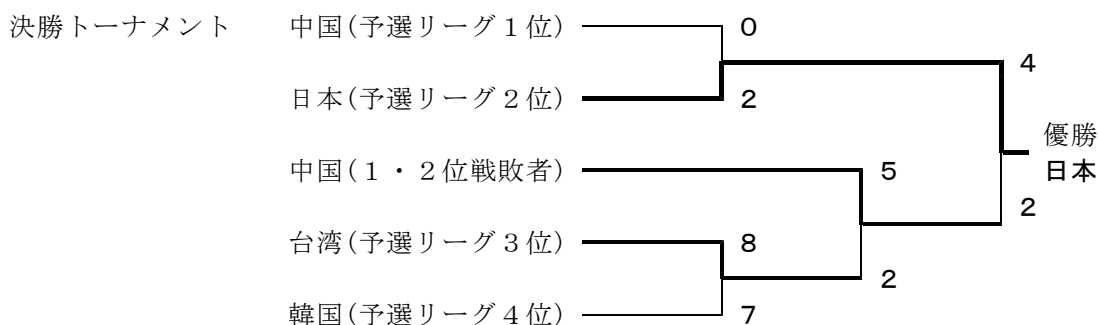 決勝トーナメント 中国(予選リーグ１位) 0
4
日本(予選リーグ２位) 2
優勝
中国(１・２位戦敗者) 5 日本
2
台湾(予選リーグ３位) 8
2
韓国(予選リーグ４位) 7